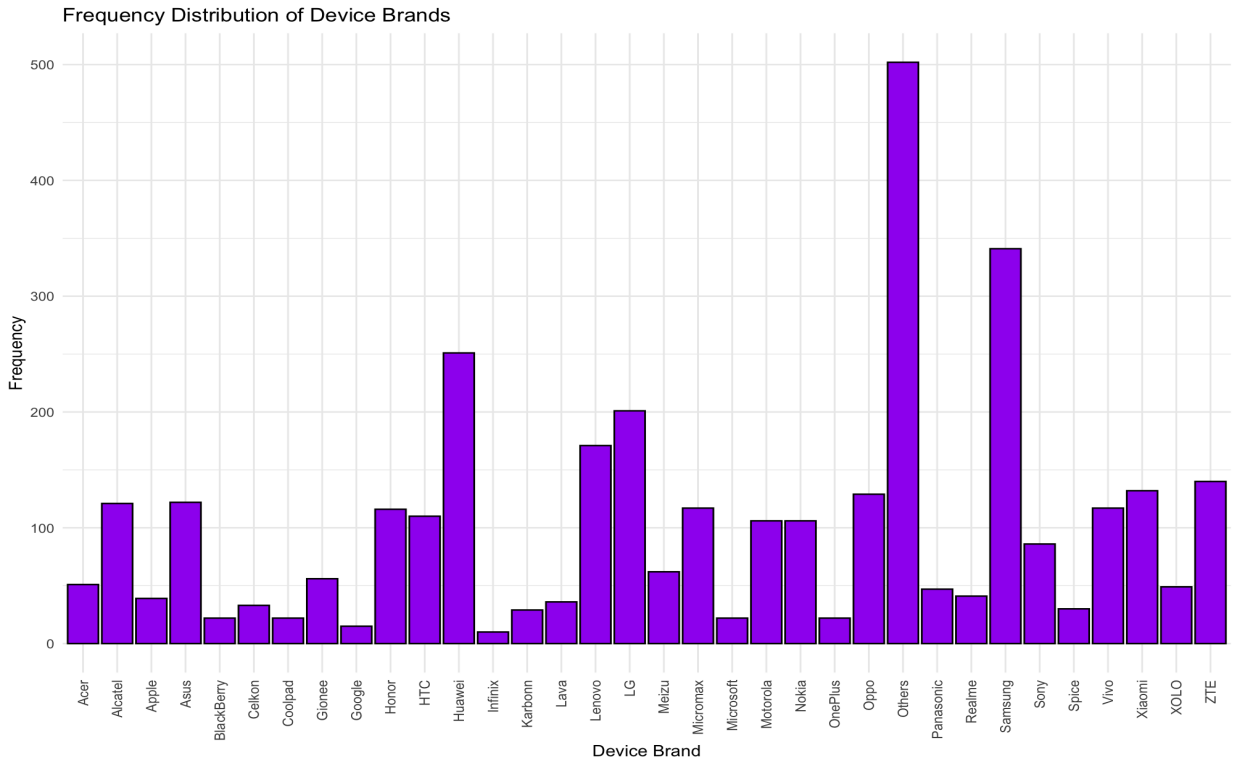 Frequency Distribution of Device Brands
Frequency
500
400
300
200
100
0
Acer
Alcatel
Apple
Asus
BlackBerry
Celkon
Coolpad
Gionee
Google
Honor
HTC
Huawei
Infinix
Karbonn
Lava
Lenovo
LG
Meizu
Micromax
Microsoft
Motorola
Nokia
OnePlus
Oppo
Others
Panasonic
Realme
Samsung
Sony
Spice
Vivo
Xiaomi
XOLO
ZTE
Device Brand